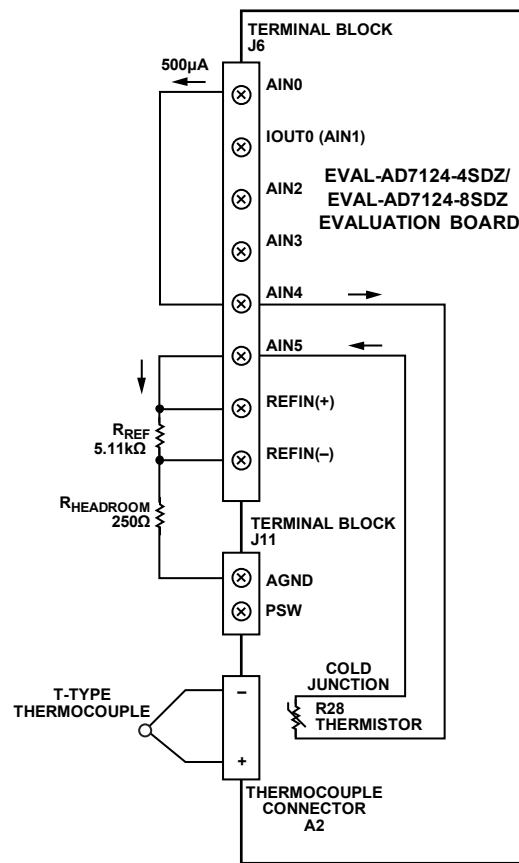 TERMINAL BLOCK
J6
500µA
AIN0
IOUT0 (AIN1)
EVAL-AD7124-4SDZ/
EVAL-AD7124-8SDZ
EVALUATION BOARD
AIN2
AIN3
AIN4
AIN5
REFIN(+)
RREF
5.11kΩ
REFIN(–)
RHEADROOM
250Ω
TERMINAL BLOCK
J11
AGND
PSW
COLD
JUNCTION
R28
THERMISTOR
T-TYPE
THERMOCOUPLE
–
+
THERMOCOUPLE
CONNECTOR
A2